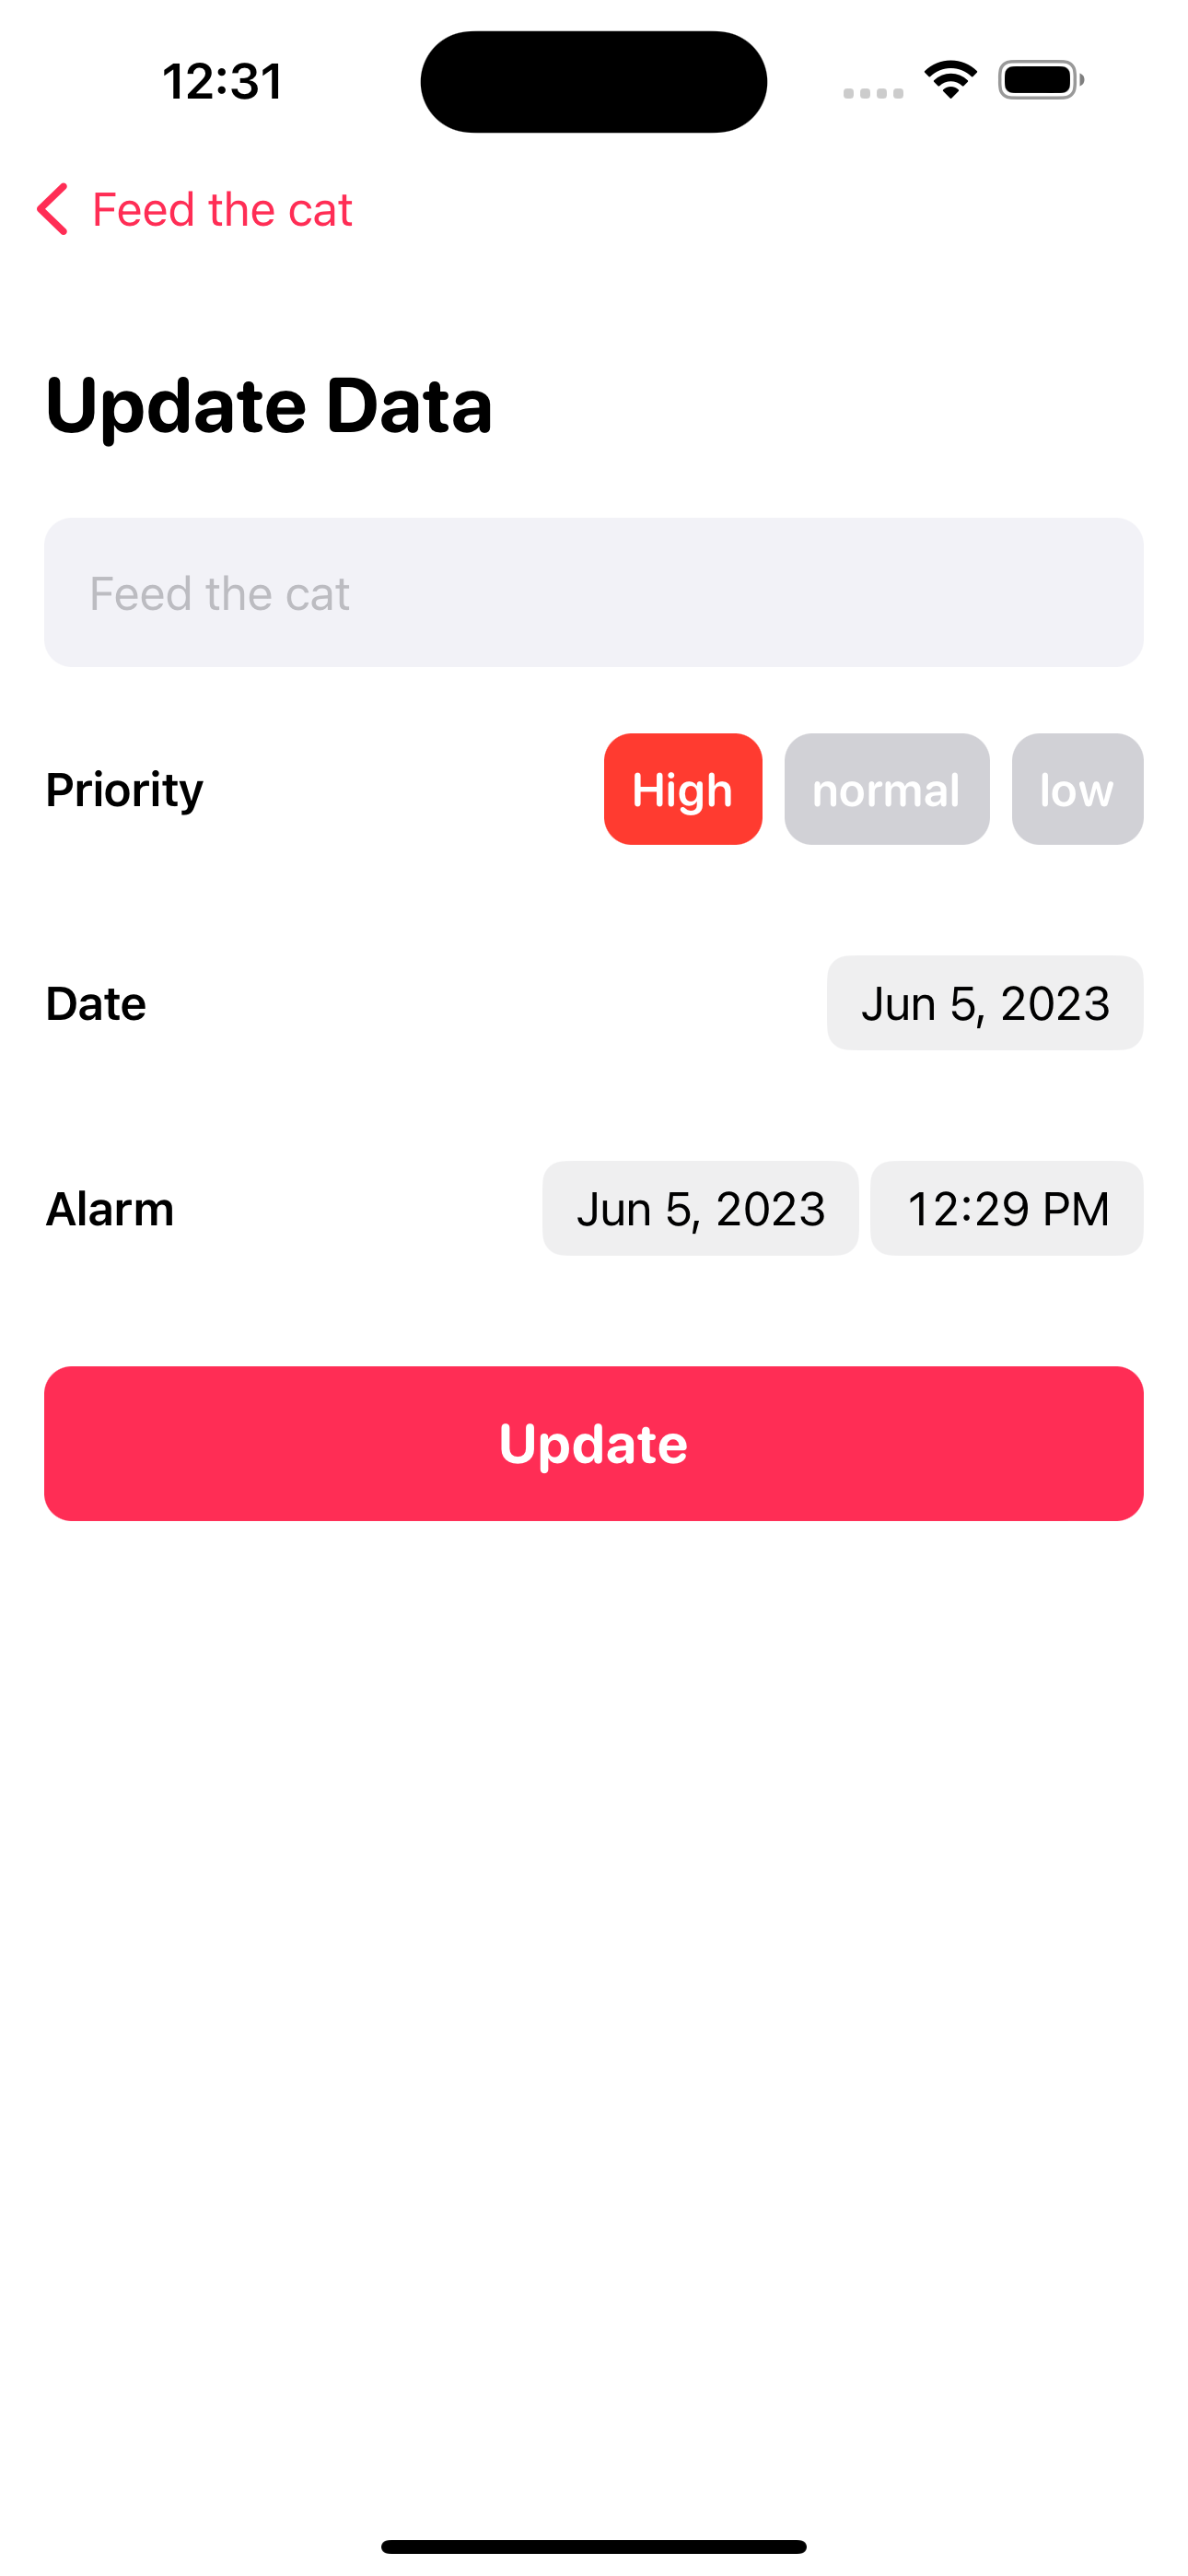 12:31
Feed the cat
Update Data
Feed the cat
Priority High normal low
Date Jun 5, 2023
Alarm Jun 5, 2023 12:29 PM
Update